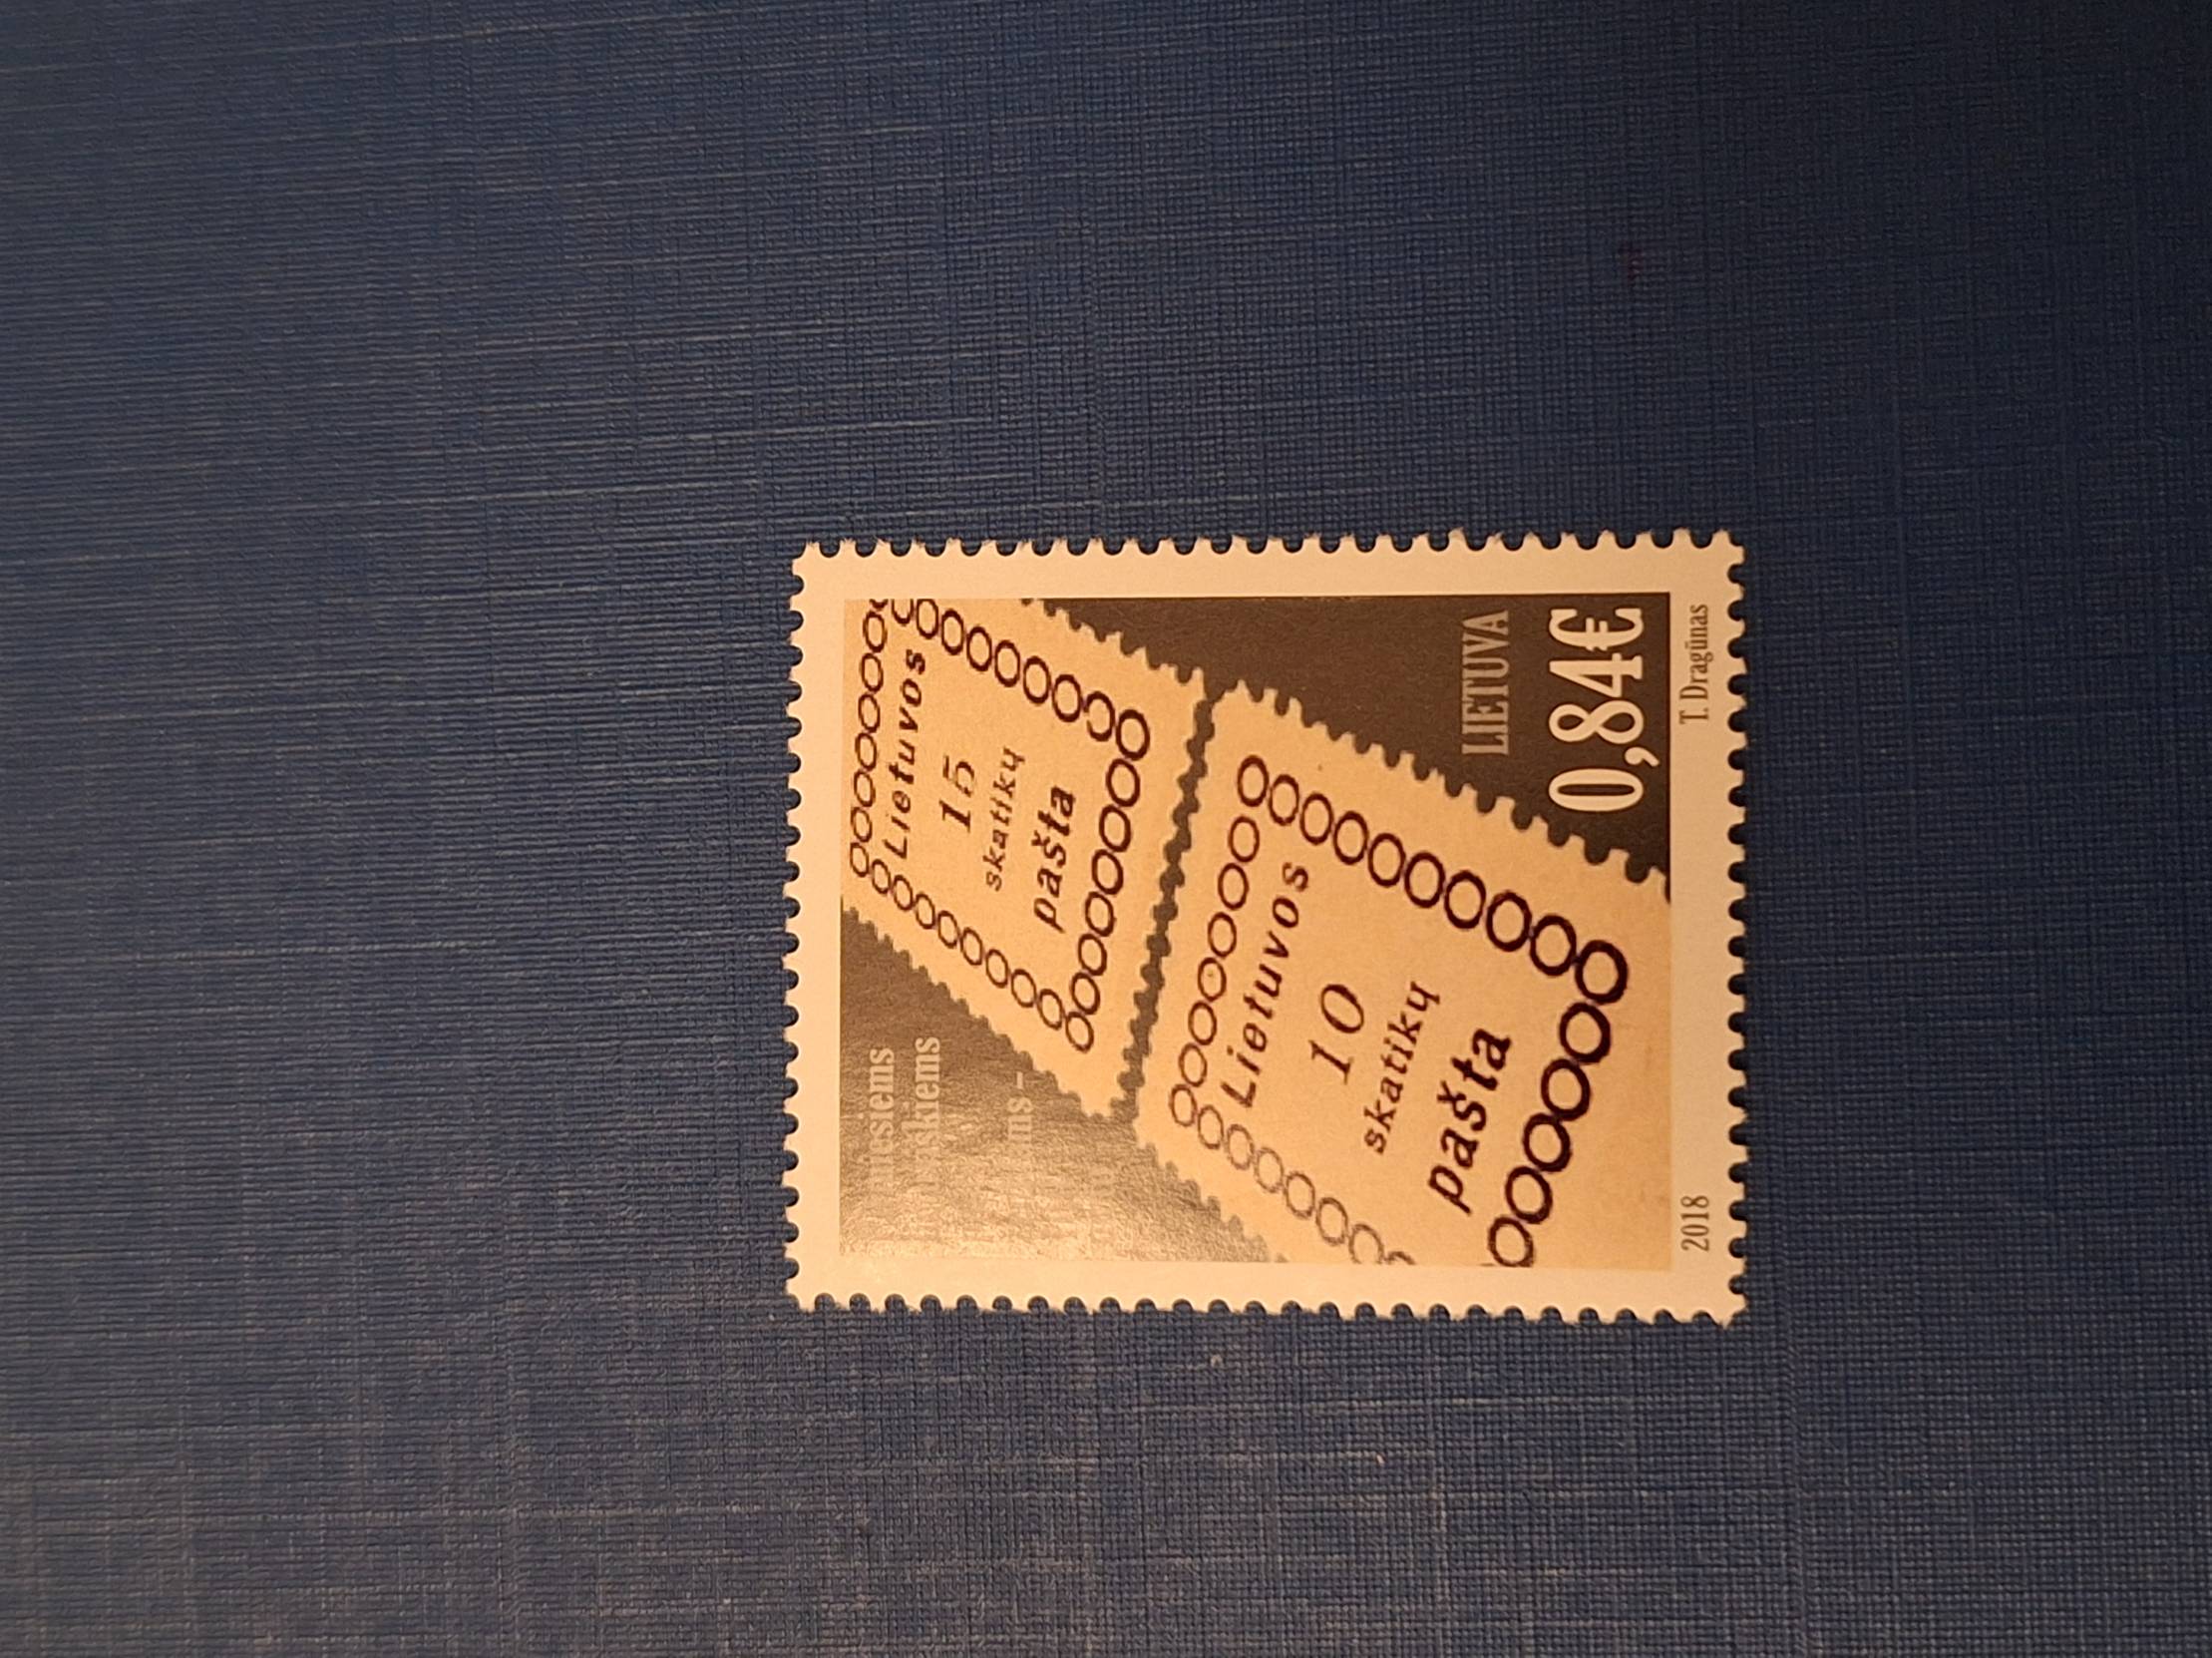 Lietuvos
15
skatikų
pašta
Lietuvos
10
skatikų
pašta
LIETUVA
0,84€
2018 T. Dragūnas